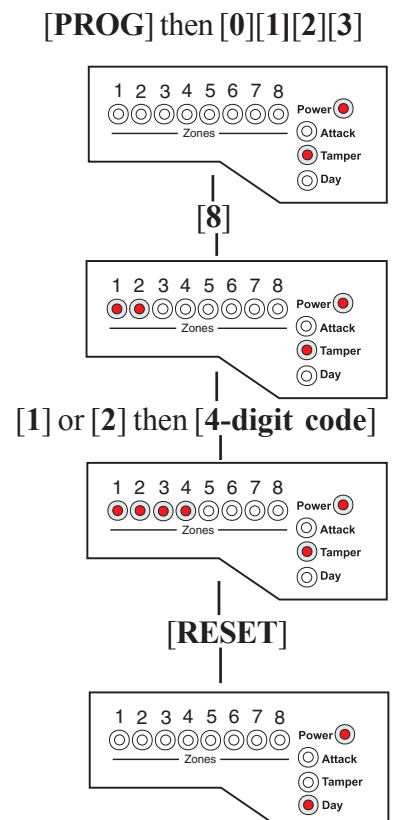 [PROG] then [0][1][2][3]
1 2 3 4 5 6 7 8
Power
Attack
Zones
Tamper
Day
[8]
1 2 3 4 5 6 7 8
Power
Attack
Zones
Tamper
Day
[1] or [2] then [4-digit code]
1 2 3 4 5 6 7 8
Power
Attack
Zones
Tamper
Day
[RESET]
1 2 3 4 5 6 7 8
Power
Attack
Zones
Tamper
Day